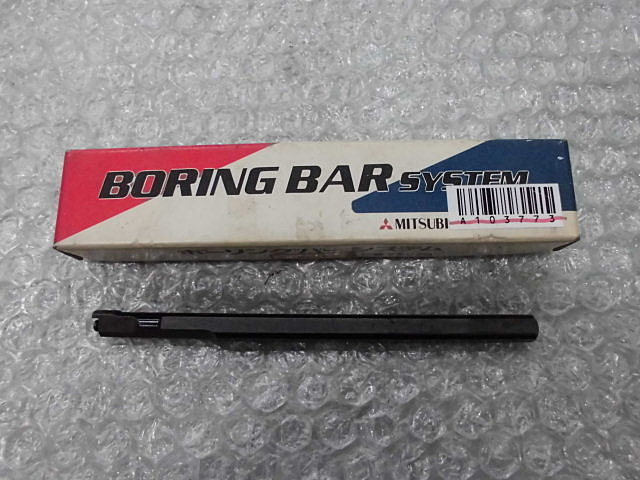 BORING BAR SYSTEM
MITSUBI
A103773